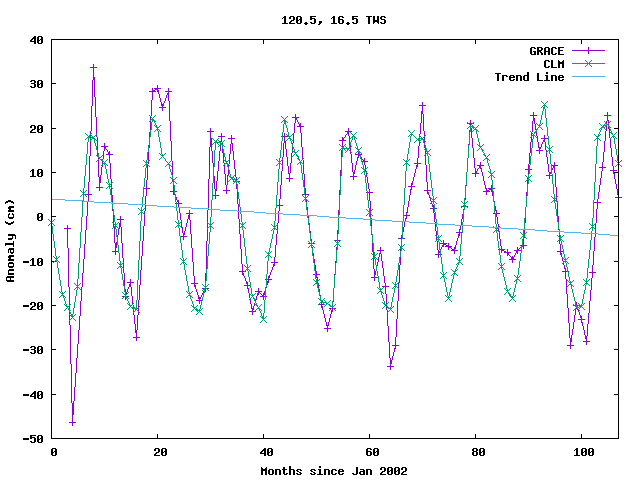 120.5, 16.5 TWS
GRACE
CLM
Trend Line
40
30
20
10
0
-10
-20
-30
-40
-50
Anomaly (cm)
0 20 40 60 80 100
Months since Jan 2002